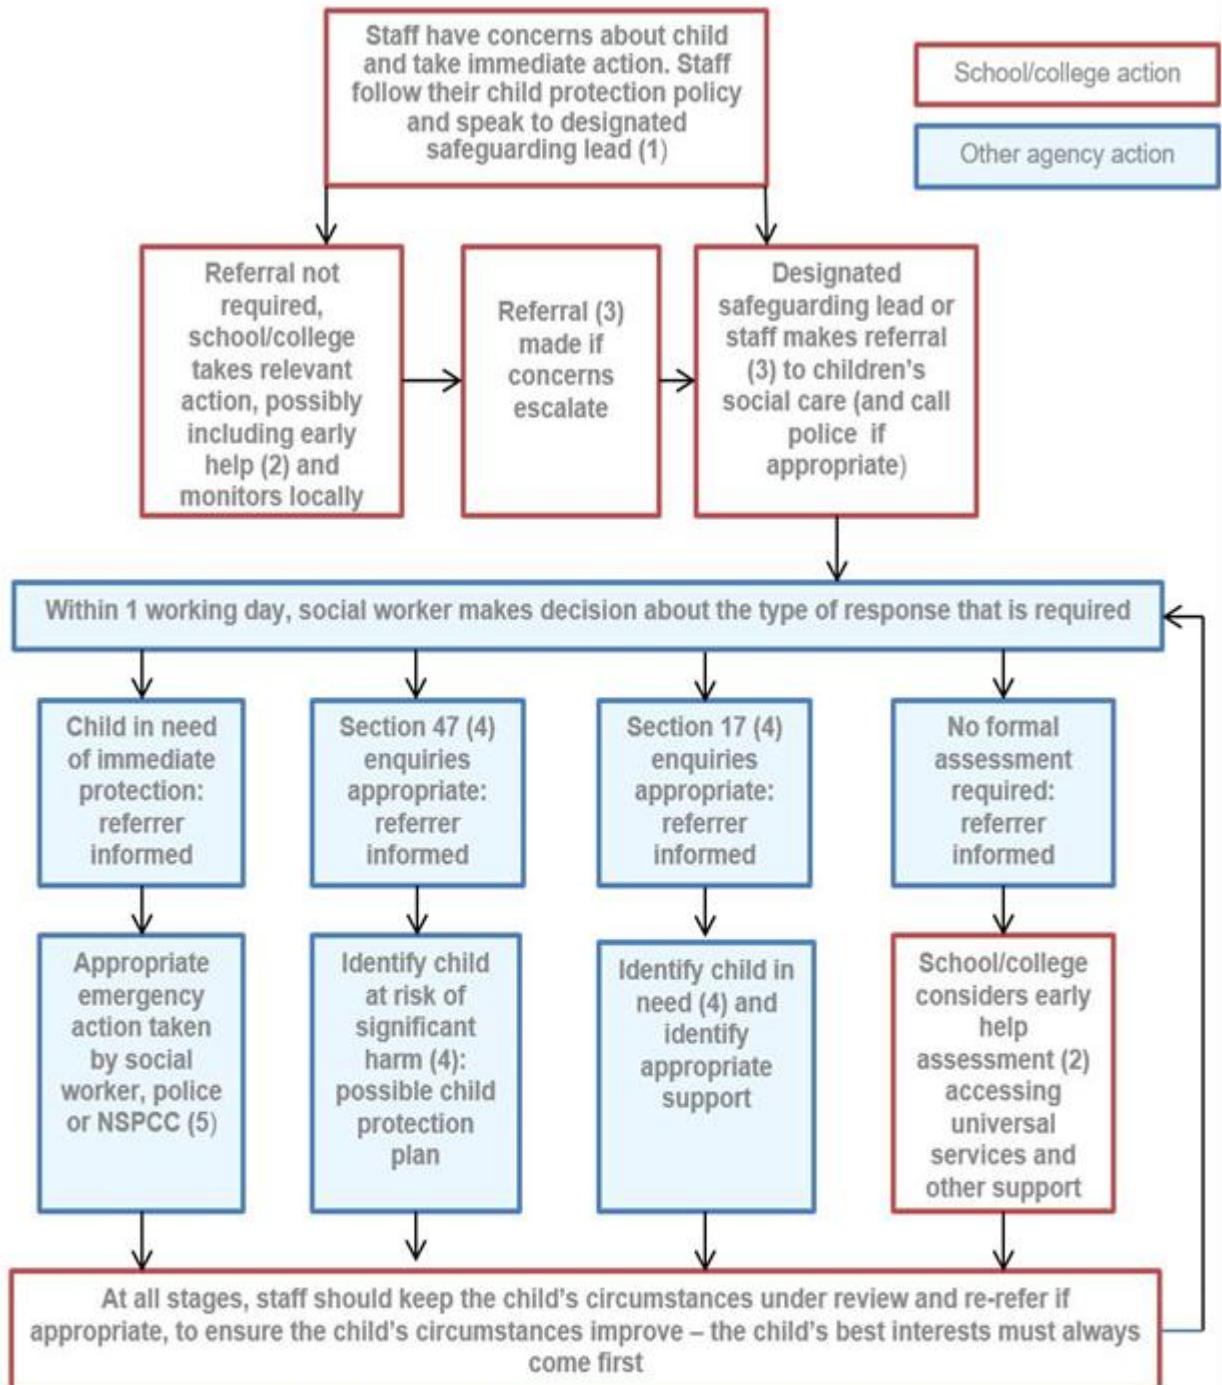 Staff have concerns about child
and take immediate action. Staff
follow their child protection policy
and speak to designated
safeguarding lead (1)
School/college action
Other agency action
Referral not
required,
school/college
takes relevant
action, possibly
including early
help (2) and
monitors locally
Referral (3)
made if
concerns
escalate
Designated
safeguarding lead or
staff makes referral
(3) to children's
social care (and call
police if
appropriate)
Within 1 working day, social worker makes decision about the type of response that is required
Child in need
of immediate
protection:
referrer
informed
Section 47 (4)
enquiries
appropriate:
referrer
informed
Section 17 (4)
enquiries
appropriate:
referrer
informed
No formal
assessment
required:
referrer
informed
Appropriate
emergency
action taken
by social
worker, police
or NSPCC (5)
Identify child
at risk of
significant
harm (4):
possible child
protection
plan
Identify child in
need (4) and
identify
appropriate
support
School/college
considers early
help
assessment (2)
accessing
universal
services and
other support
At all stages, staff should keep the child's circumstances under review and re-refer if
appropriate, to ensure the child's circumstances improve – the child's best interests must always
come first